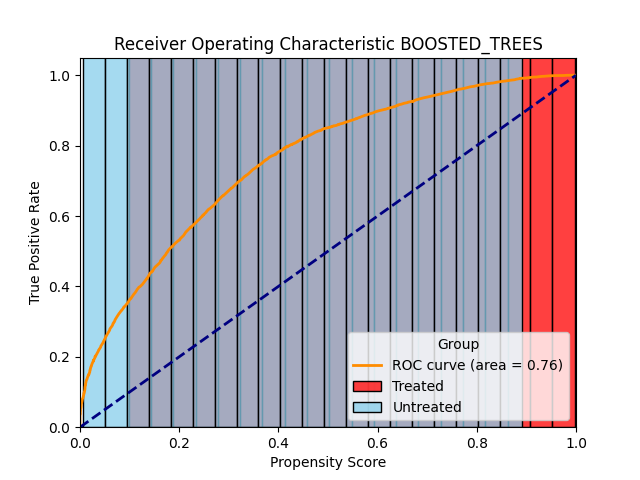 Receiver Operating Characteristic BOOSTED_TREES
True Positive Rate
1.0
0.8
0.6
0.4
0.2
0.0
Group
ROC curve (area = 0.76)
Treated
Untreated
0.0 0.2 0.4 0.6 0.8 1.0
Propensity Score